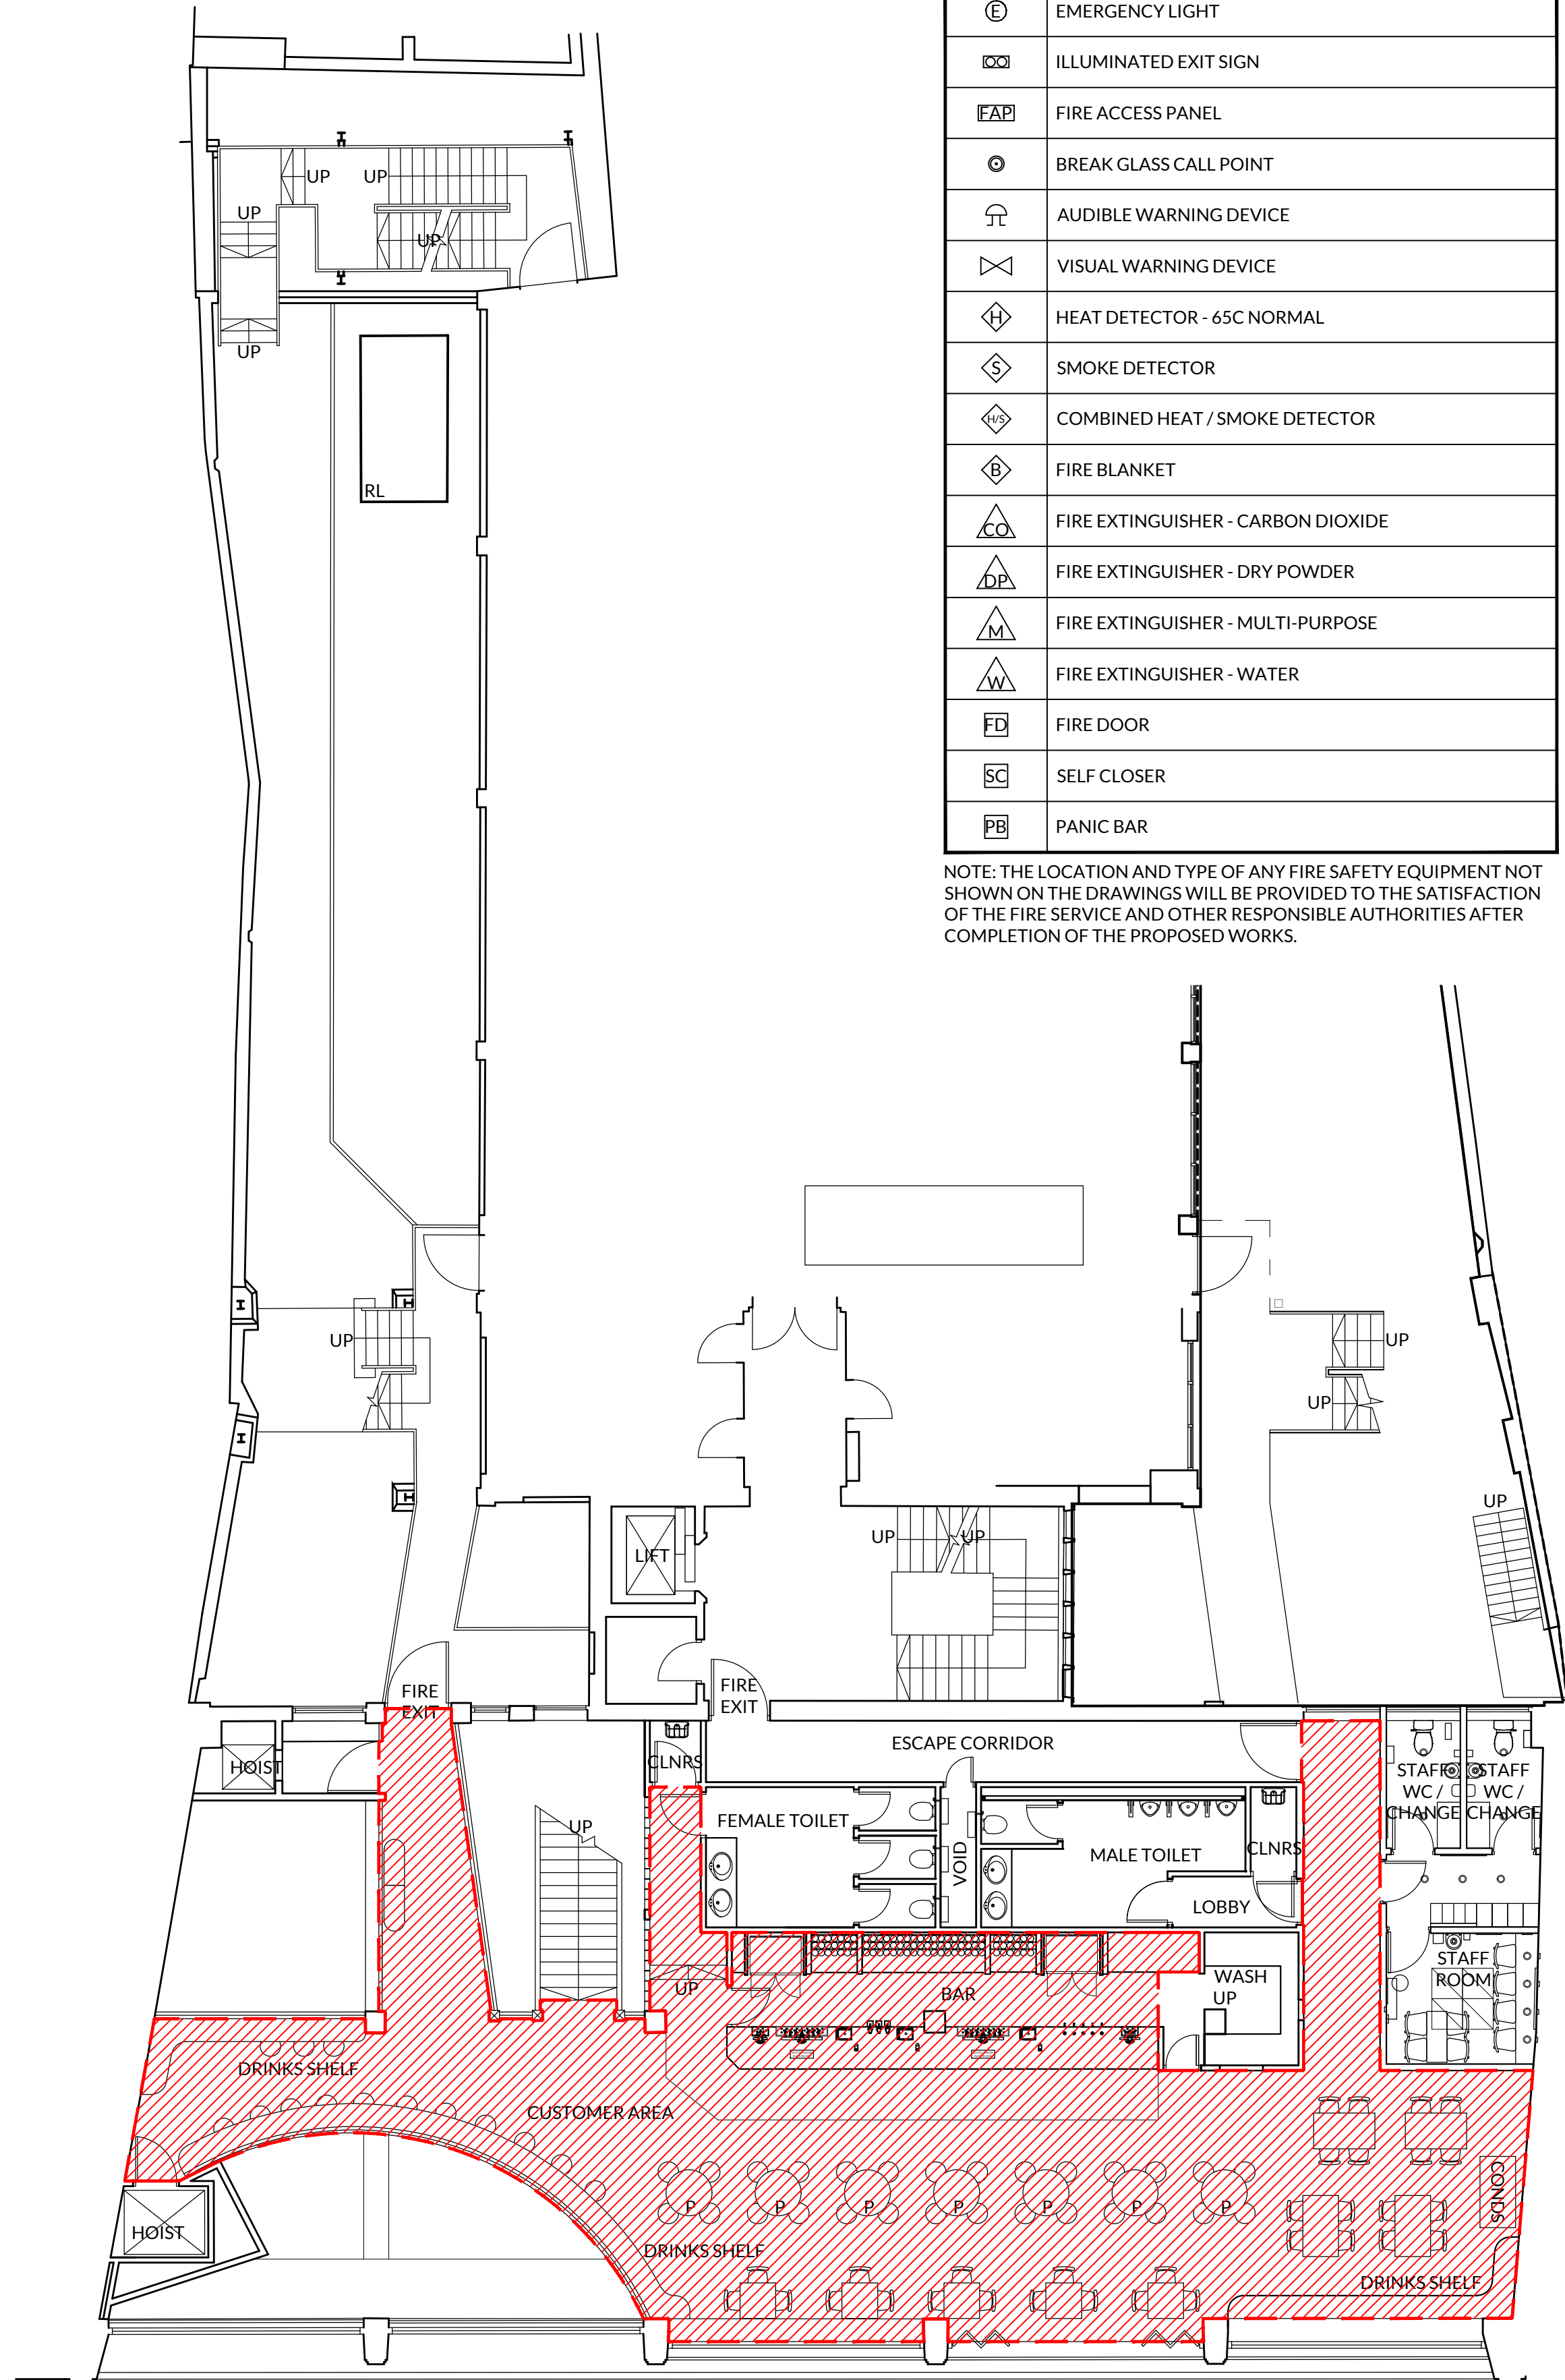 E EMERGENCY LIGHT
ILLUMINATED EXIT SIGN
FAP FIRE ACCESS PANEL
BREAK GLASS CALL POINT
AUDIBLE WARNING DEVICE
VISUAL WARNING DEVICE
H HEAT DETECTOR - 65C NORMAL
S SMOKE DETECTOR
H/S COMBINED HEAT / SMOKE DETECTOR
B FIRE BLANKET
CO FIRE EXTINGUISHER - CARBON DIOXIDE
DP FIRE EXTINGUISHER - DRY POWDER
M FIRE EXTINGUISHER - MULTI-PURPOSE
W FIRE EXTINGUISHER - WATER
FD FIRE DOOR
SC SELF CLOSER
PB PANIC BAR
NOTE: THE LOCATION AND TYPE OF ANY FIRE SAFETY EQUIPMENT NOT
SHOWN ON THE DRAWINGS WILL BE PROVIDED TO THE SATISFACTION
OF THE FIRE SERVICE AND OTHER RESPONSIBLE AUTHORITIES AFTER
COMPLETION OF THE PROPOSED WORKS.
UP
UP
UP
UP
UP
RL
UP
UP
UP
UP
UP
UP
LIFT
FIRE
EXIT
FIRE
EXIT
ESCAPE CORRIDOR
HOIST
CLNRS
STAFF
WC /
CHANGE
STAFF
WC /
CHANGE
UP
FEMALE TOILET
VOID
MALE TOILET
CLNRS
LOBBY
UP
BAR
WASH
UP
STAFF
ROOM
DRINKS SHELF
CUSTOMER AREA
HOIST
P
P
P
P
P
P
P
CONDS
DRINKS SHELF
DRINKS SHELF